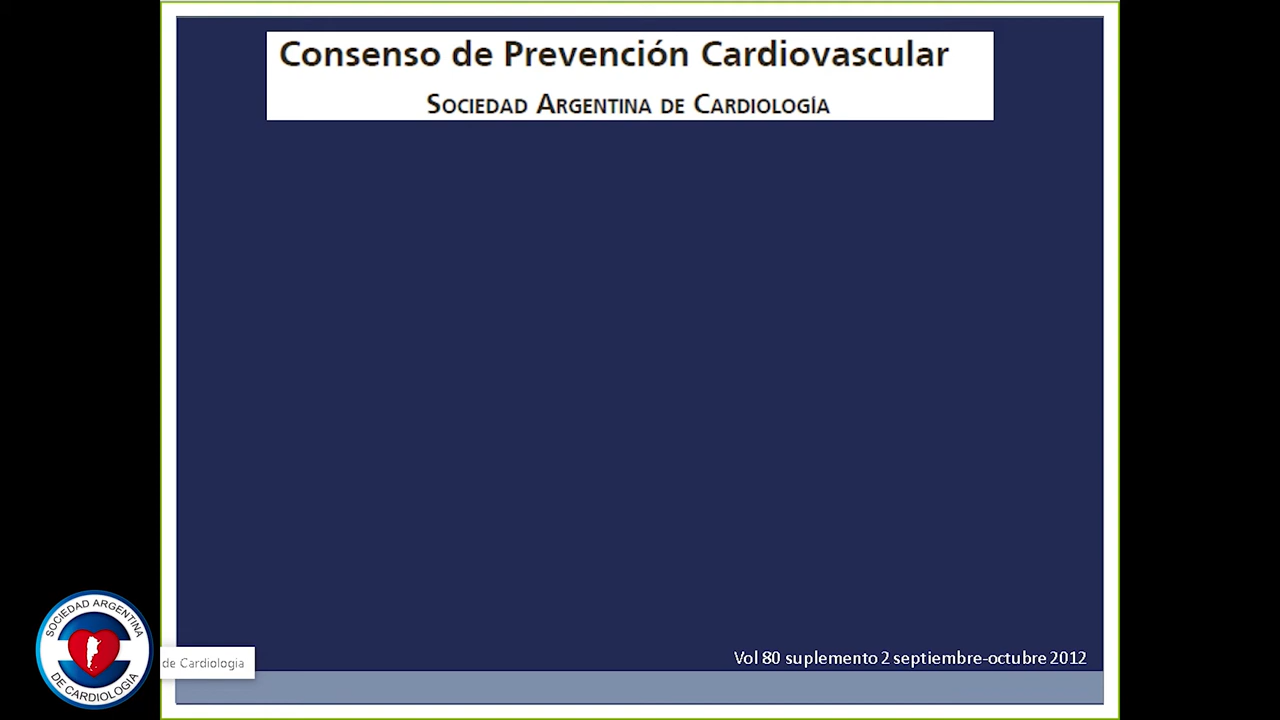 Consenso de Prevención Cardiovascular
SOCIEDAD ARGENTINA DE CARDIOLOGÍA
Vol 80 suplemento 2 septiembre-octubre 2012
SOCIEDAD ARGENTINA
DE CARDIOLOGIA
de Cardiologia